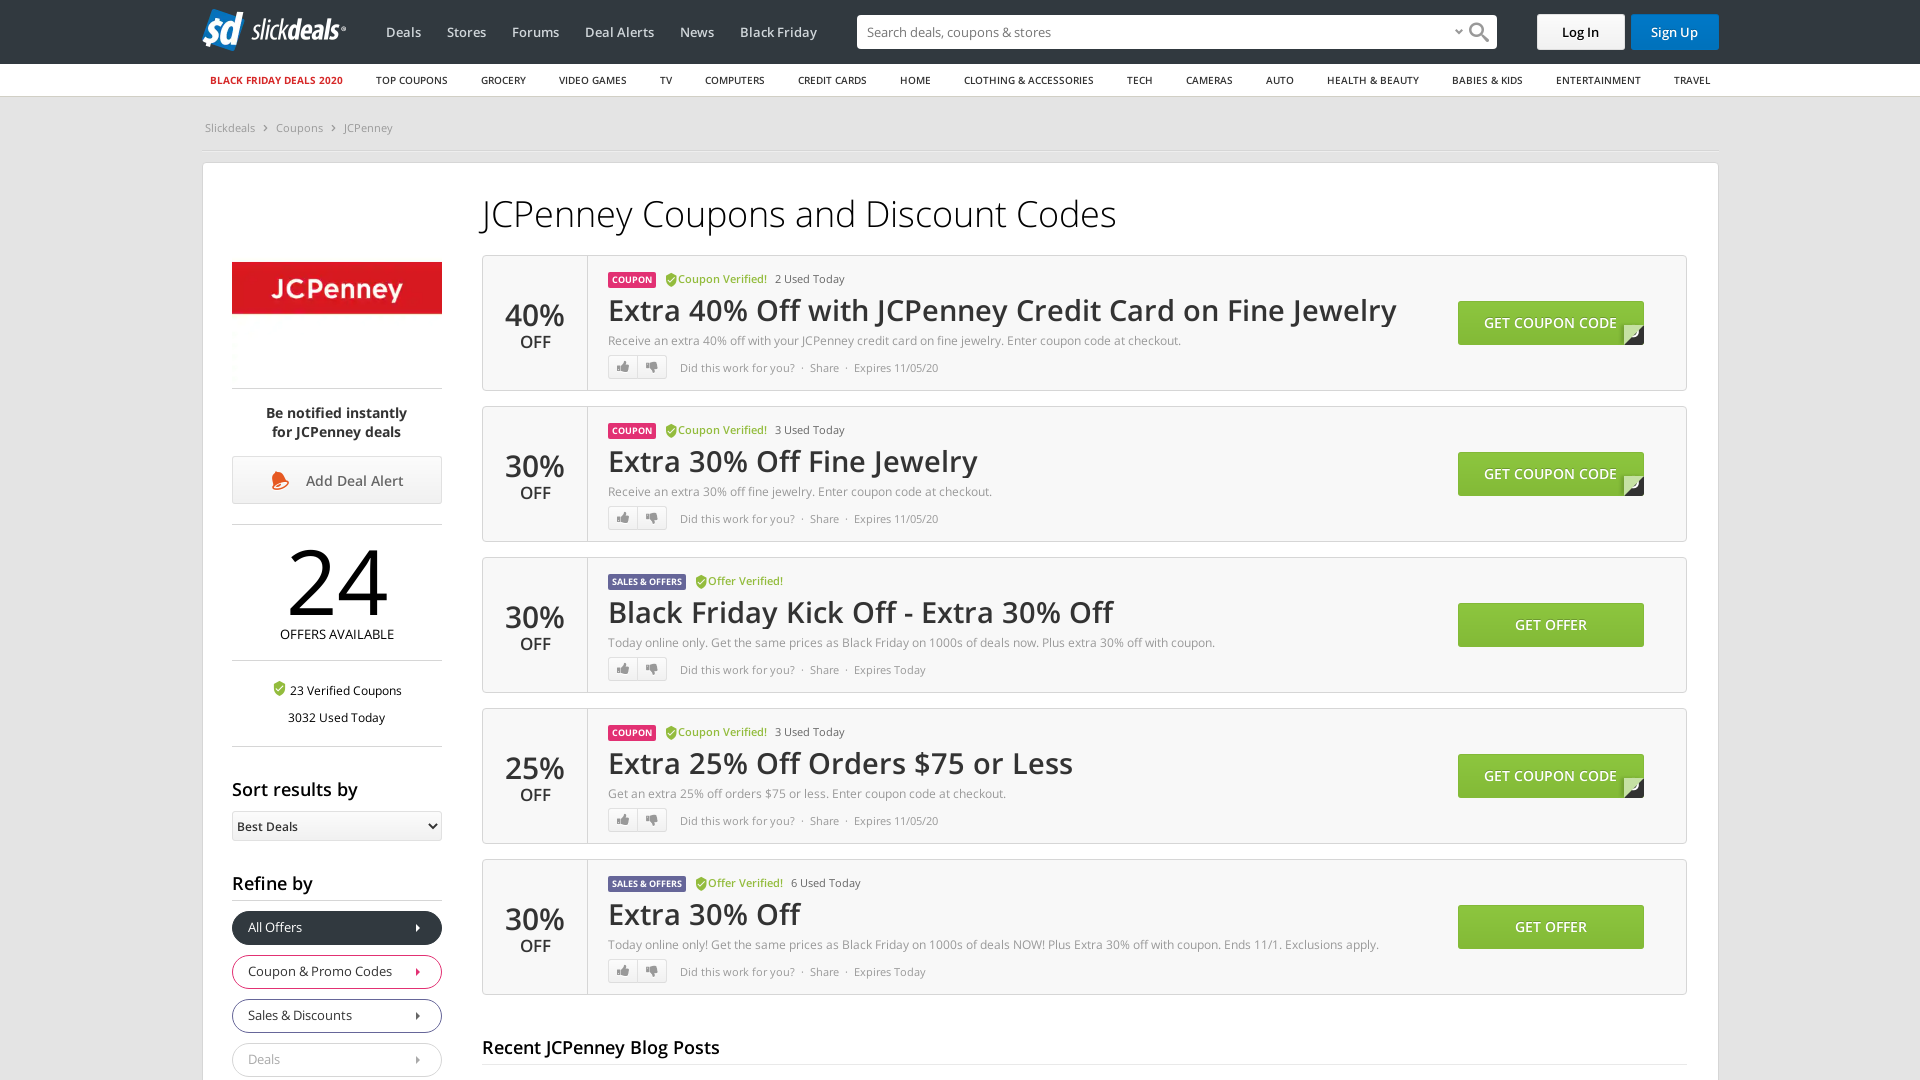 slickdeals
Deals
Stores
Forums
Deal Alerts
News
Black Friday
Search deals, coupons & stores
Log In
Sign Up
BLACK FRIDAY DEALS 2020
TOP COUPONS
GROCERY
VIDEO GAMES
TV
COMPUTERS
CREDIT CARDS
HOME
CLOTHING & ACCESSORIES
TECH
CAMERAS
AUTO
HEALTH & BEAUTY
BABIES & KIDS
ENTERTAINMENT
TRAVEL
Slickdeals > Coupons > JCPenney
JCPenney
Be notified instantly
for JCPenney deals
Add Deal Alert
24
OFFERS AVAILABLE
23 Verified Coupons
3032 Used Today
Sort results by
Best Deals
Refine by
All Offers
Coupon & Promo Codes
Sales & Discounts
Deals
JCPenney Coupons and Discount Codes
40%
OFF
COUPON Coupon Verified! 2 Used Today
Extra 40% Off with JCPenney Credit Card on Fine Jewelry
Receive an extra 40% off with your JCPenney credit card on fine jewelry. Enter coupon code at checkout.
Did this work for you? · Share · Expires 11/05/20
GET COUPON CODE
30%
OFF
COUPON Coupon Verified! 3 Used Today
Extra 30% Off Fine Jewelry
Receive an extra 30% off fine jewelry. Enter coupon code at checkout.
Did this work for you? · Share · Expires 11/05/20
GET COUPON CODE
30%
OFF
SALES & OFFERS Offer Verified!
Black Friday Kick Off - Extra 30% Off
Today online only. Get the same prices as Black Friday on 1000s of deals now. Plus extra 30% off with coupon.
Did this work for you? · Share · Expires Today
GET OFFER
25%
OFF
COUPON Coupon Verified! 3 Used Today
Extra 25% Off Orders $75 or Less
Get an extra 25% off orders $75 or less. Enter coupon code at checkout.
Did this work for you? · Share · Expires 11/05/20
GET COUPON CODE
30%
OFF
SALES & OFFERS Offer Verified! 6 Used Today
Extra 30% Off
Today online only! Get the same prices as Black Friday on 1000s of deals NOW! Plus Extra 30% off with coupon. Ends 11/1. Exclusions apply.
Did this work for you? · Share · Expires Today
GET OFFER
Recent JCPenney Blog Posts